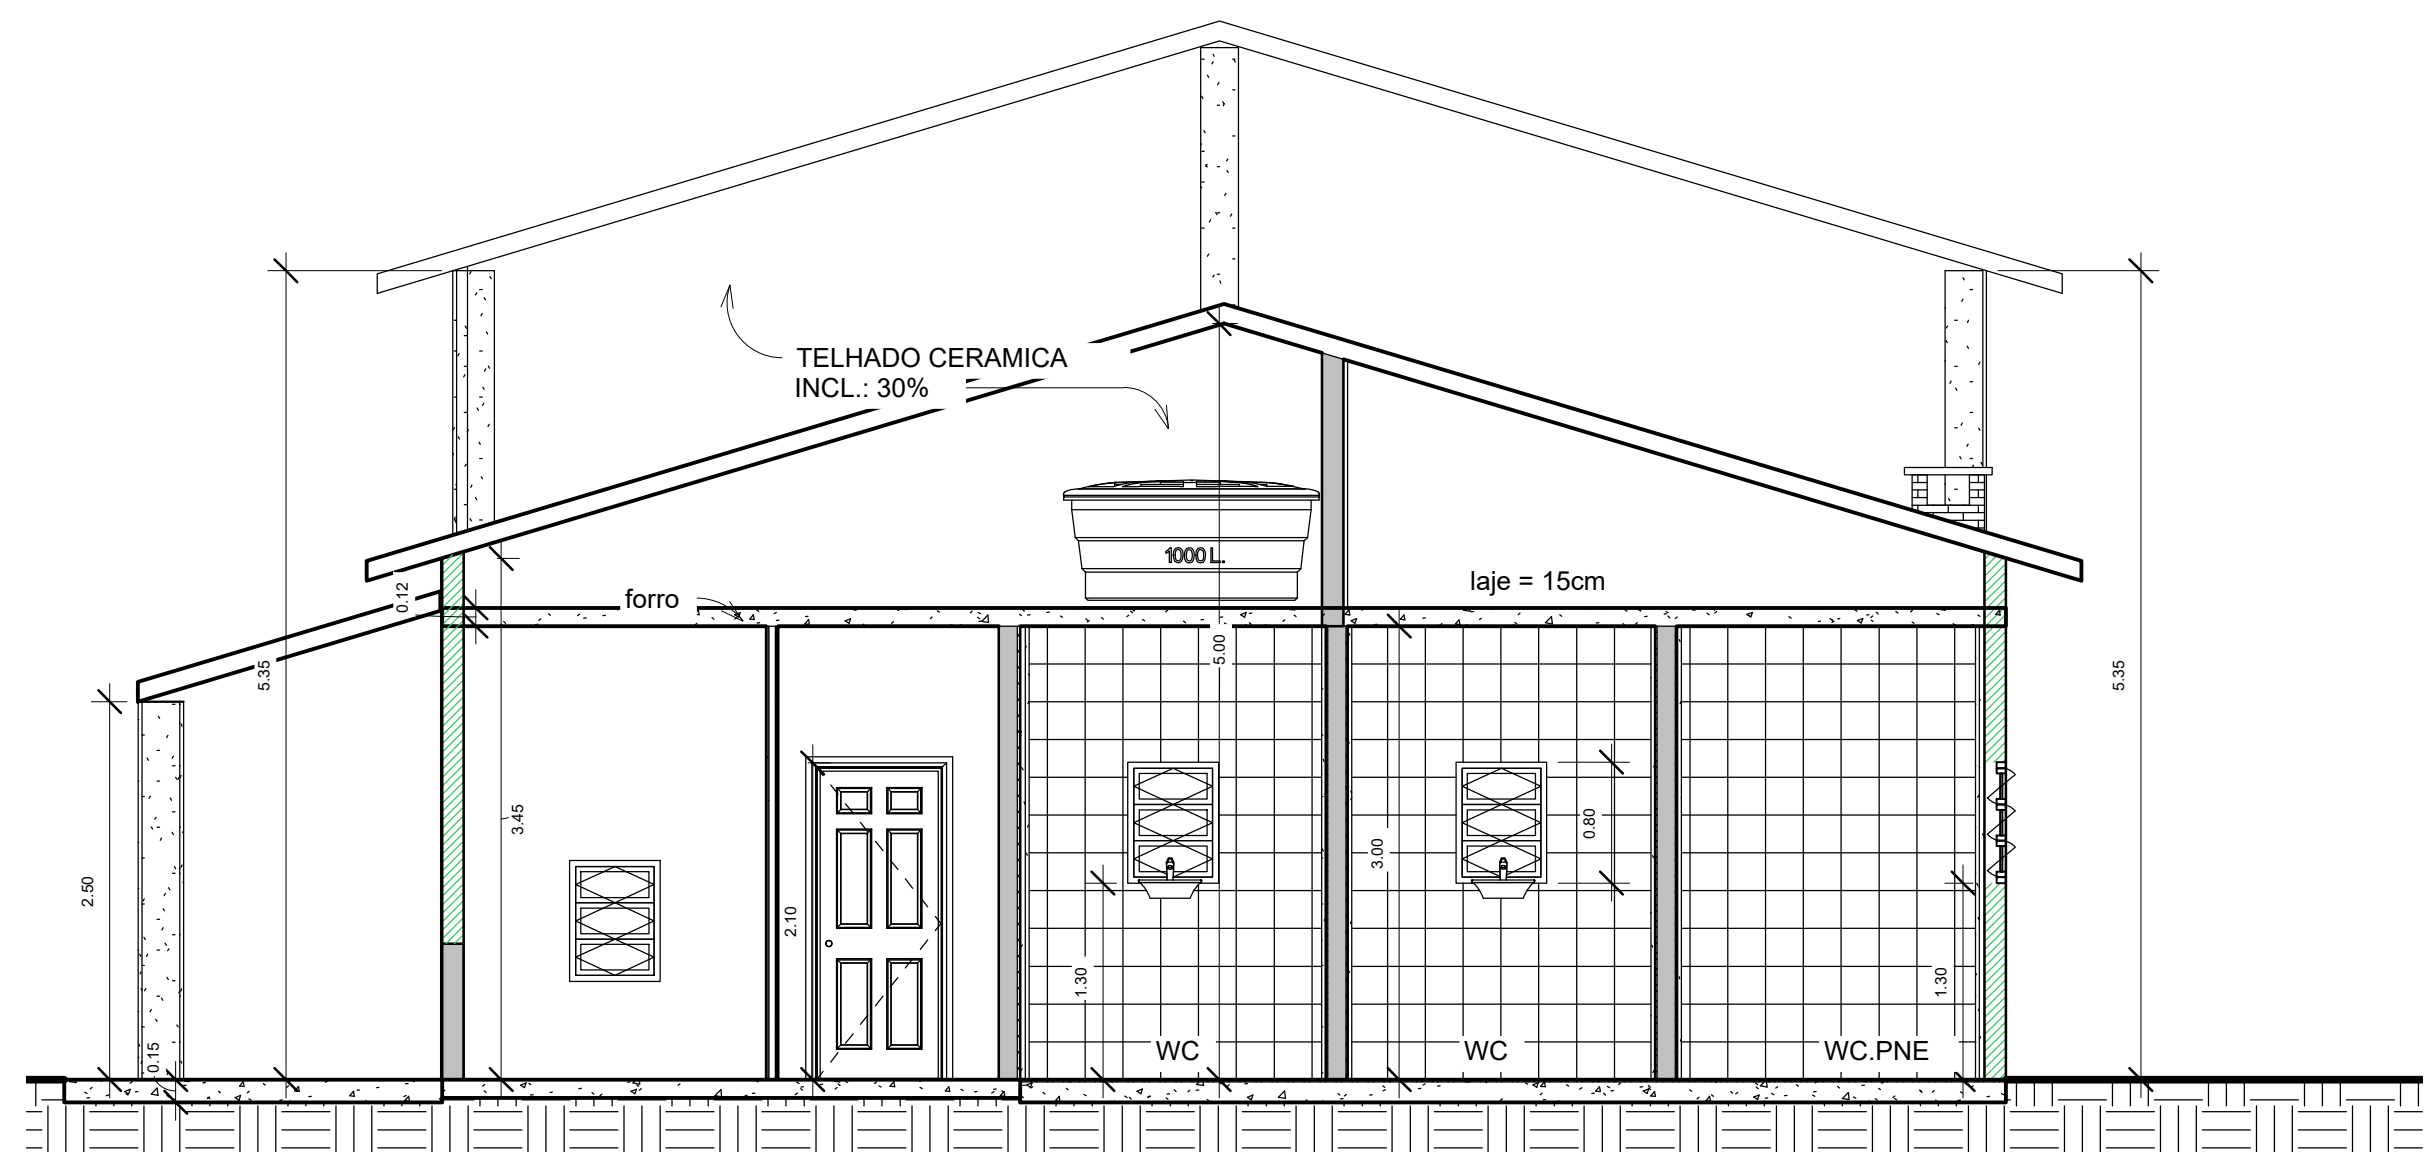 TELHADO CERAMICA
INCL.: 30%
1000 L.
laje = 15cm
forro
0.12
5.35
5.00
5.35
2.50
3.45
2.10
3.00
0.80
1.30
1.30
0.15
WC
WC
WC.PNE